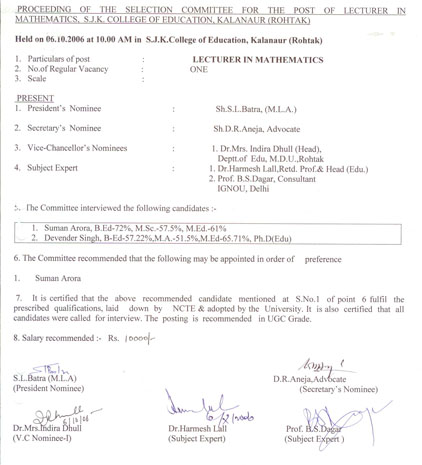 PROCEEDING OF THE SELECTION COMMITTEE FOR THE POST OF LECTURER IN
MATHEMATICS, S.J.K. COLLEGE OF EDUCATION, KALANAUR (ROHTAK)
Held on 06.10.2006 at 10.00 AM in S.J.K.College of Education, Kalanaur (Rohtak)
1. Particulars of post : LECTURER IN MATHEMATICS
2. No.of Regular Vacancy : ONE
3. Scale :
PRESENT
1. President's Nominee : Sh.S.L.Batra, (M.L.A.)
2. Secretary's Nominee : Sh.D.R.Aneja, Advocate
3. Vice-Chancellor's Nominees : 1. Dr.Mrs. Indira Dhull (Head),
Deptt.of Edu, M.D.U.,Rohtak
4. Subject Expert : 1. Dr.Harmesh Lall,Retd. Prof.& Head (Edu.)
2. Prof. B.S.Dagar, Consultant
IGNOU, Delhi
5. The Committee interviewed the following candidates :-
1. Suman Arora, B.Ed-72%, M.Sc.-57.5%, M.Ed.-61%
2. Devender Singh, B-Ed-57.22%,M.A.-51.5%,M.Ed-65.71%, Ph.D(Edu)
6. The Committee recommended that the following may be appointed in order of preference
1. Suman Arora
7. It is certified that the above recommended candidate mentioned at S.No.1 of point 6 fulfil the
prescribed qualifications, laid down by NCTE & adopted by the University. It is also certified that all
candidates were called for interview. The posting is recommended in UGC Grade.
8. Salary recommended :- Rs. 10000/-
S.L.Batra (M.L.A) D.R.Aneja,Advocate
(President Nominee) (Secretary's Nominee)
6/10/06 6/10/2006
Dr.Mrs.Indira Dhull Dr.Harmesh Lall Prof. B.S.Dagar
(V.C Nominee-I) (Subject Expert) (Subject Expert )